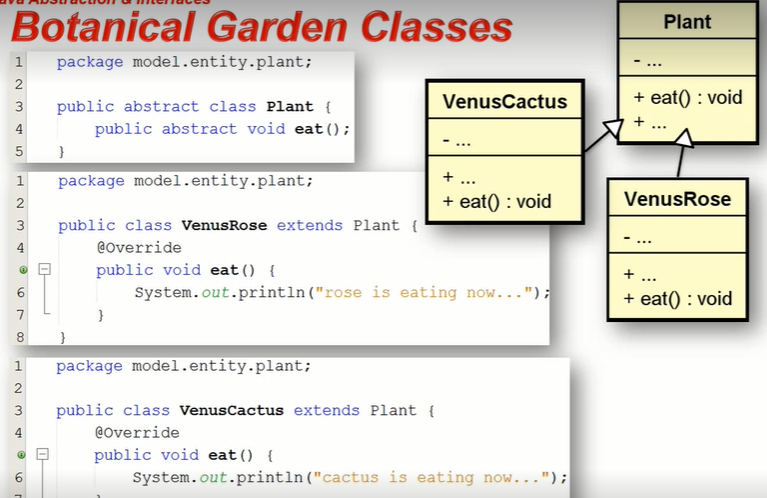 ava Abstraction & Interfaces
Botanical Garden Classes
1 package model.entity.plant;
2
3 public abstract class Plant {
4 public abstract void eat();
5 }
1 package model.entity.plant;
2
3 public class VenusRose extends Plant {
4 @Override
public void eat() {
6 System.out.println("rose is eating now...");
7 }
8 }
1 package model.entity.plant;
2
3 public class VenusCactus extends Plant {
4 @Override
public void eat() {
6 System.out.println("cactus is eating now...");
7 }
Plant
- ...
+ eat() : void
+ ...
VenusCactus
- ...
+ ...
+ eat() : void
VenusRose
- ...
+ ...
+ eat() : void